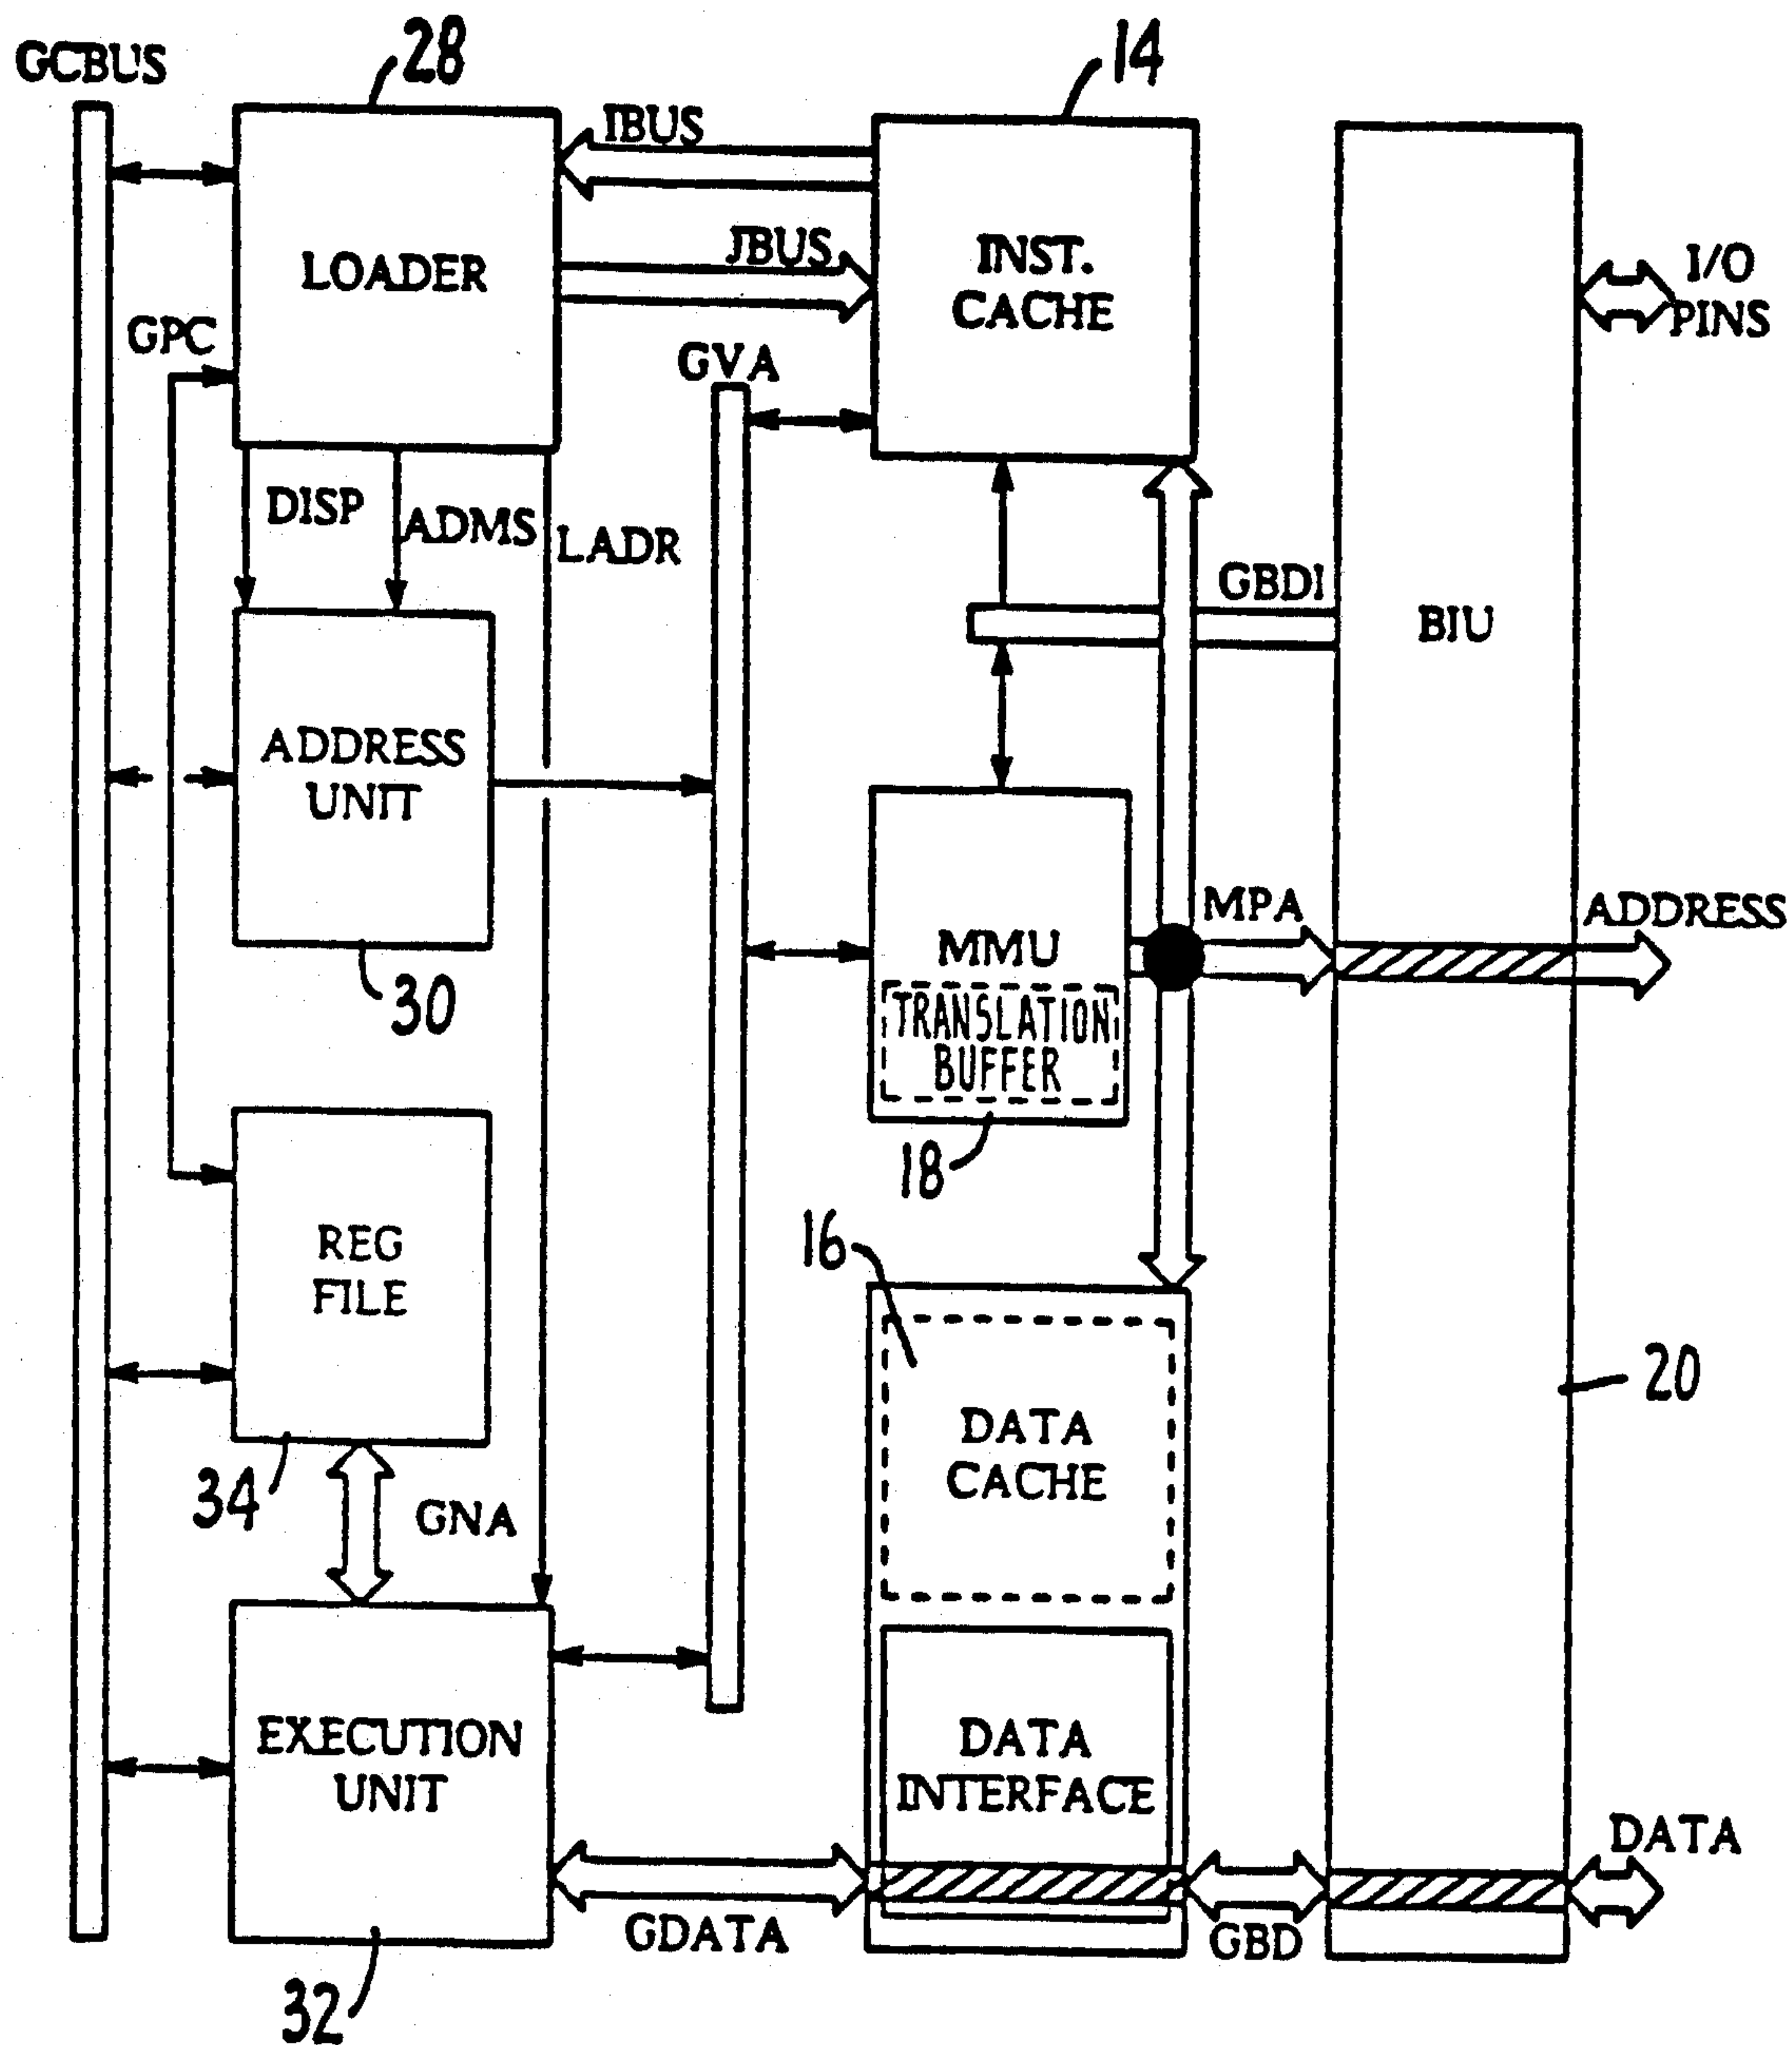 GCBUS
28
14
IBUS
LOADER
JBUS
INST.
CACHE
I/O
PINS
GPC
GVA
DISP
ADMS
LADR
GBDI
BIU
ADDRESS
UNIT
30
MPA
ADDRESS
MMU
TRANSLATION
BUFFER
18
REG
FILE
34
16
DATA
CACHE
20
GNA
EXECUTION
UNIT
32
DATA
INTERFACE
GDATA
GBD
DATA